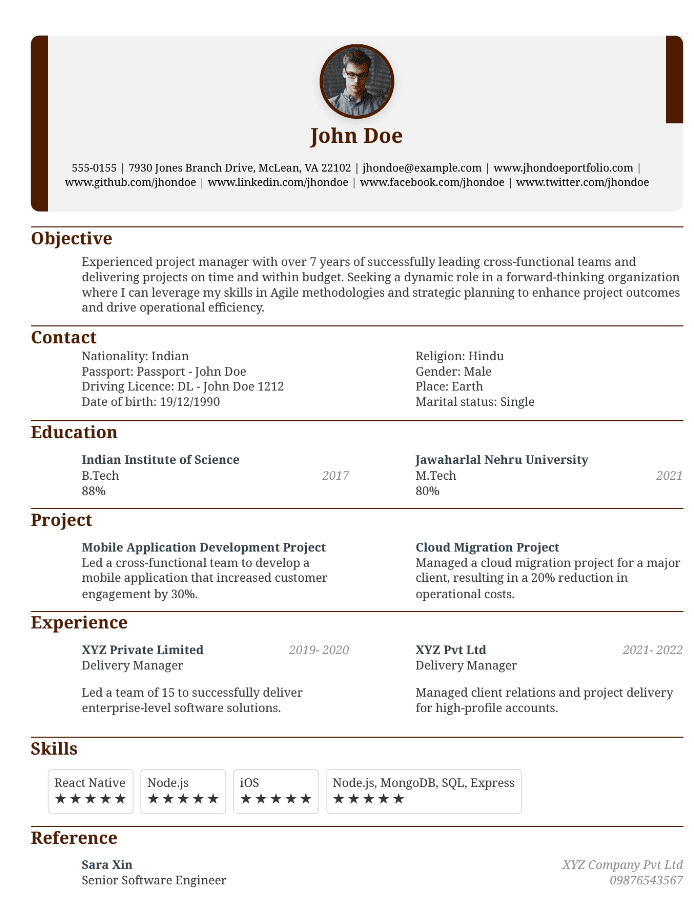 John Doe
555-0155 | 7930 Jones Branch Drive, McLean, VA 22102 | jhondoe@example.com | www.jhondoeportfolio.com |
www.github.com/jhondoe | www.linkedin.com/jhondoe | www.facebook.com/jhondoe | www.twitter.com/jhondoe
Objective
Experienced project manager with over 7 years of successfully leading cross-functional teams and
delivering projects on time and within budget. Seeking a dynamic role in a forward-thinking organization
where I can leverage my skills in Agile methodologies and strategic planning to enhance project outcomes
and drive operational efficiency.
Contact
Nationality: Indian
Passport: Passport - John Doe
Driving Licence: DL - John Doe 1212
Date of birth: 19/12/1990
Religion: Hindu
Gender: Male
Place: Earth
Marital status: Single
Education
Indian Institute of Science
B.Tech 2017
88%
Jawaharlal Nehru University
M.Tech 2021
80%
Project
Mobile Application Development Project
Led a cross-functional team to develop a
mobile application that increased customer
engagement by 30%.
Cloud Migration Project
Managed a cloud migration project for a major
client, resulting in a 20% reduction in
operational costs.
Experience
XYZ Private Limited 2019- 2020
Delivery Manager
Led a team of 15 to successfully deliver
enterprise-level software solutions.
XYZ Pvt Ltd 2021- 2022
Delivery Manager
Managed client relations and project delivery
for high-profile accounts.
Skills
React Native
★★★★★
Node.js
★★★★★
iOS
★★★★★
Node.js, MongoDB, SQL, Express
★★★★★
Reference
Sara Xin XYZ Company Pvt Ltd
Senior Software Engineer 09876543567